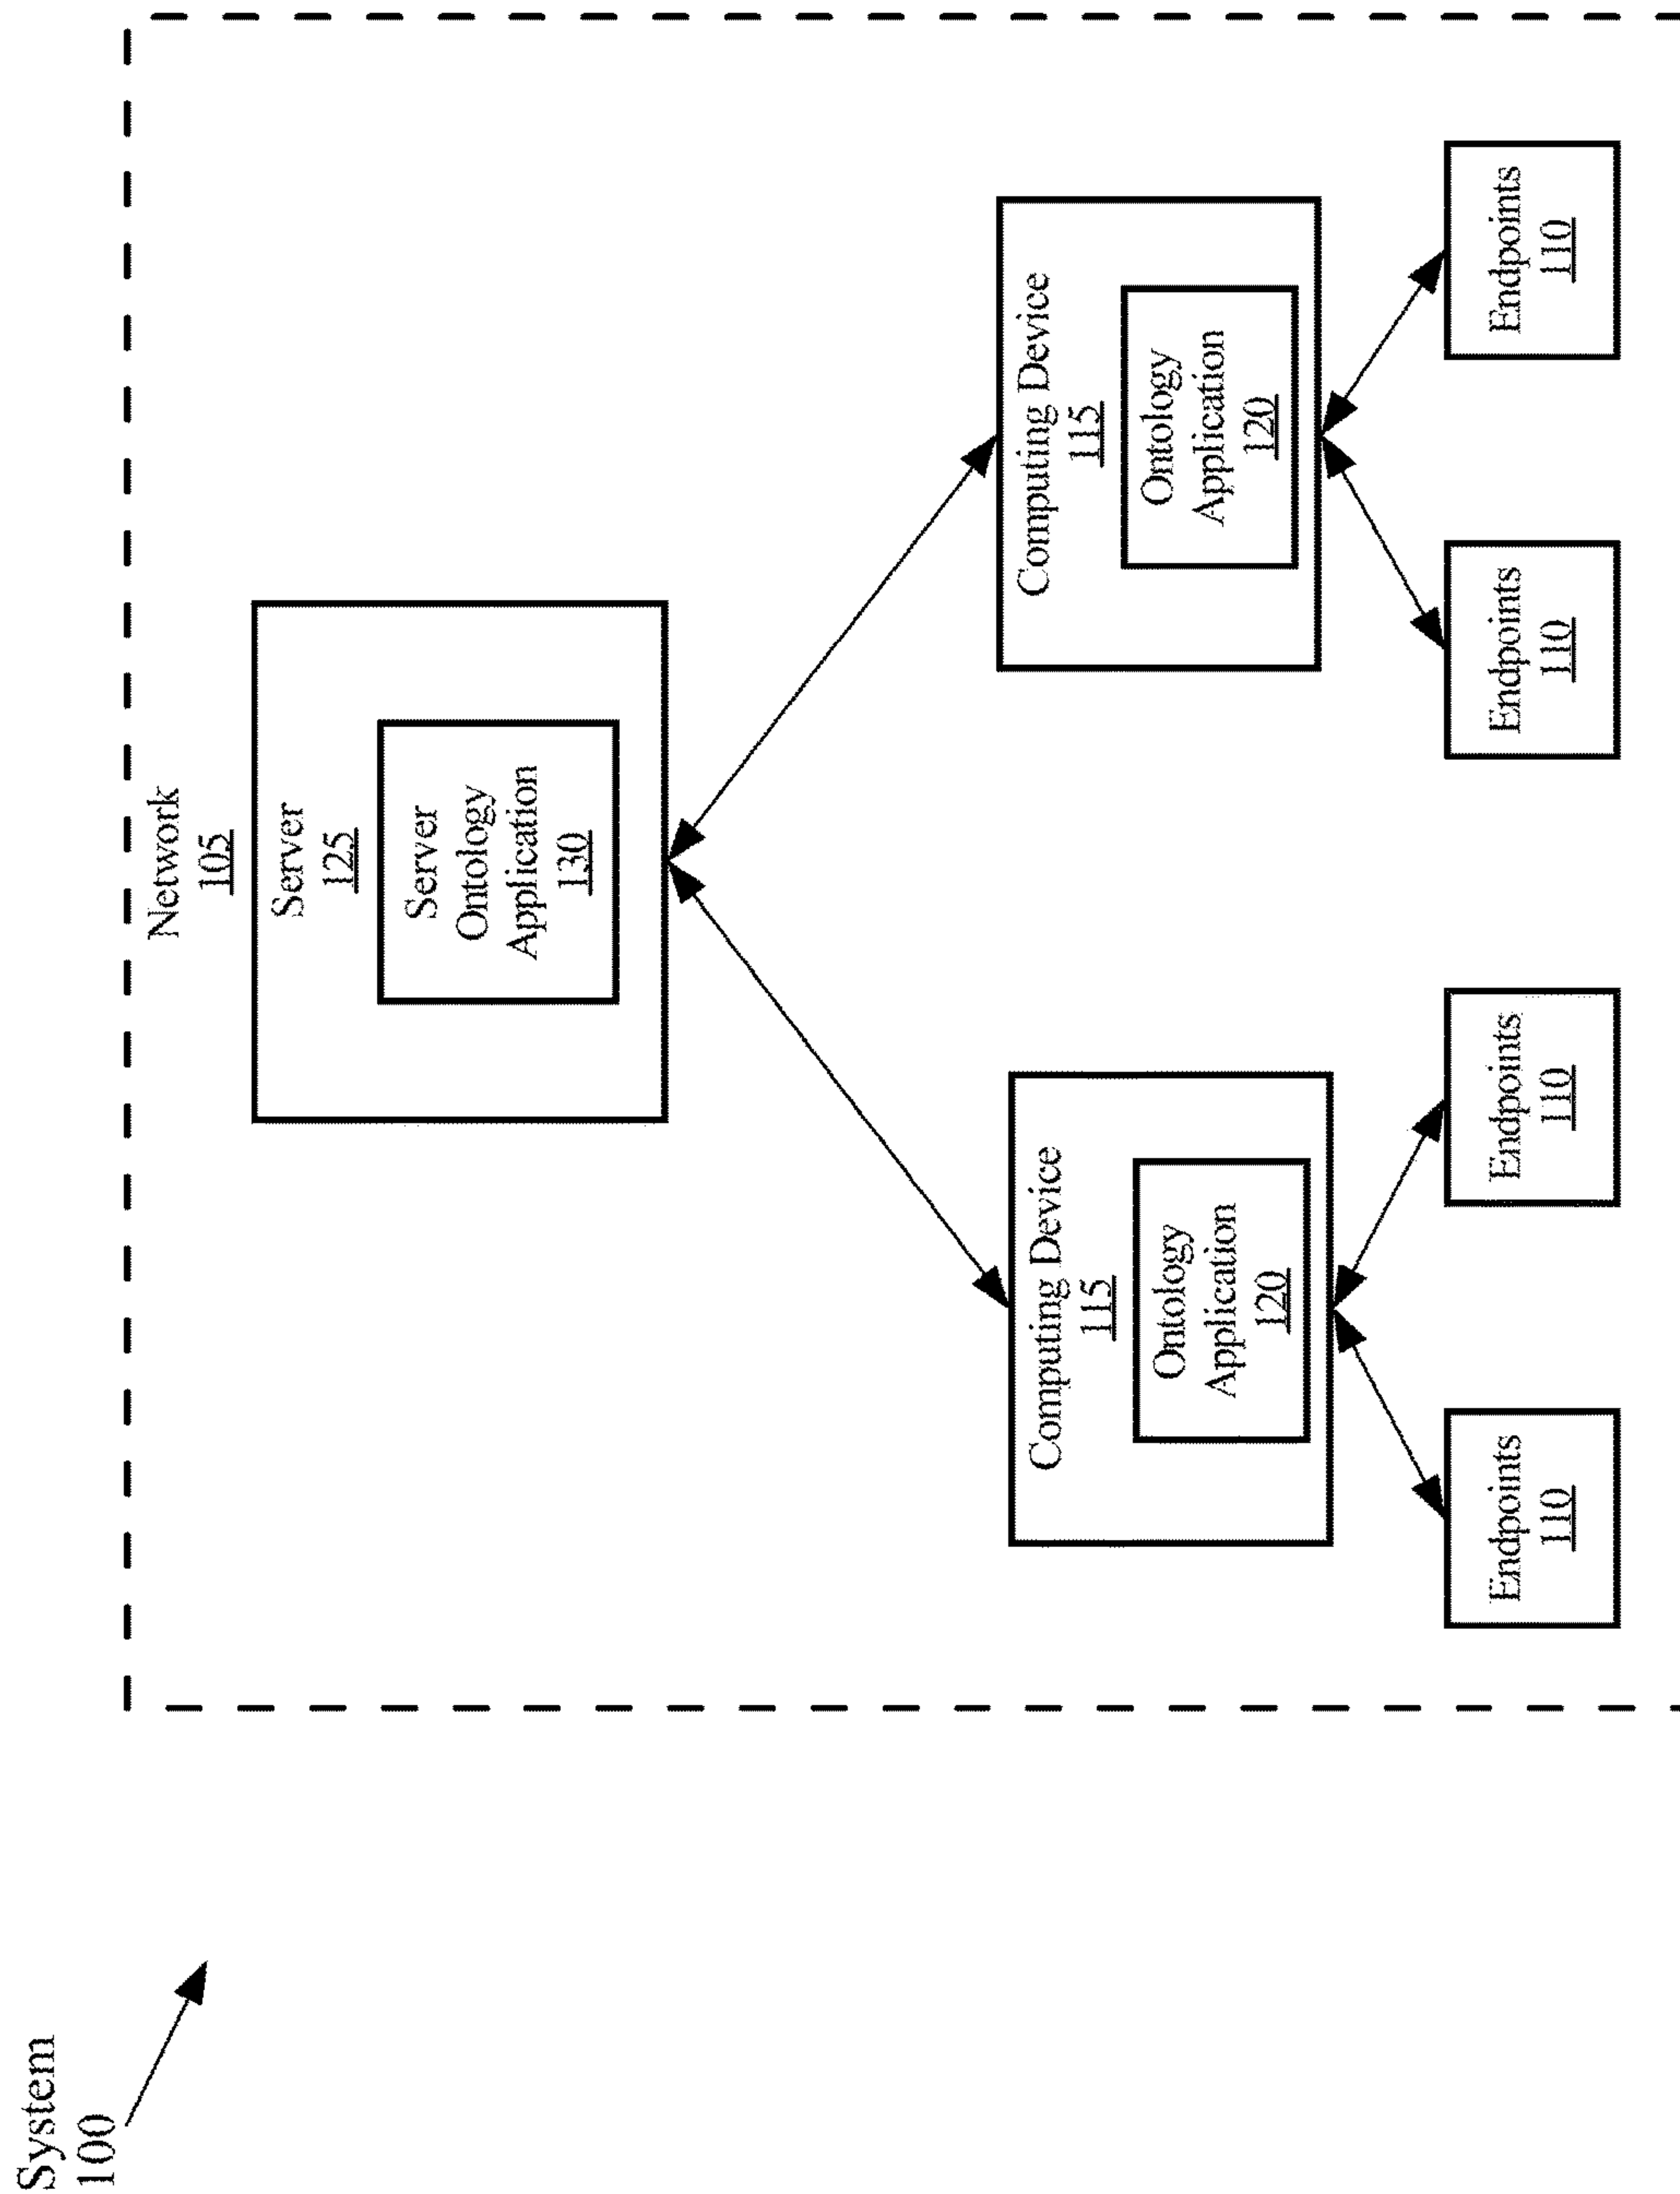 System
100
Network
105
Server
125
Server
Ontology
Application
130
Computing Device
115
Ontology
Application
120
Computing Device
115
Ontology
Application
120
Endpoints
110
Endpoints
110
Endpoints
110
Endpoints
110